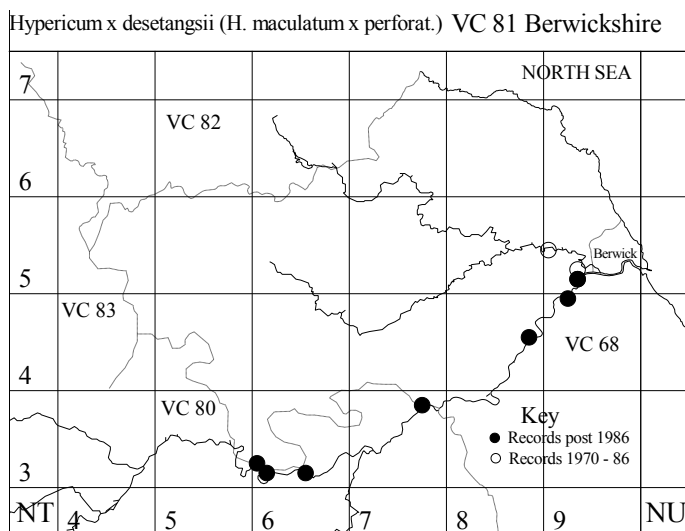 Hypericum x desetangsii (H. maculatum x perforat.) VC 81 Berwickshire
NORTH SEA
7
VC 82
6
Berwick
5
VC 83
VC 68
4
VC 80
Key
Records post 1986
Records 1970 - 86
3
NT 4 5 6 7 8 9 NU